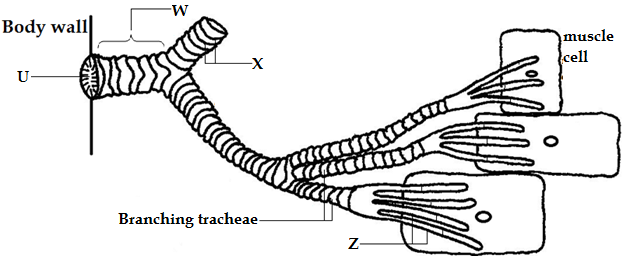 W
Body wall
muscle
cell
X
U
Branching tracheae
Z